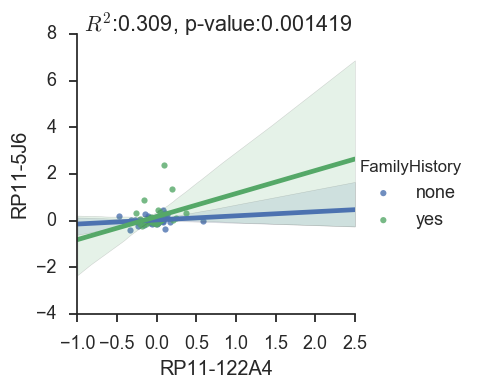 R²:0.309, p-value:0.001419
8
6
4
2
0
−2
−4
RP11-5J6
−1.0 −0.5 0.0 0.5 1.0 1.5 2.0 2.5
RP11-122A4
FamilyHistory
none
yes